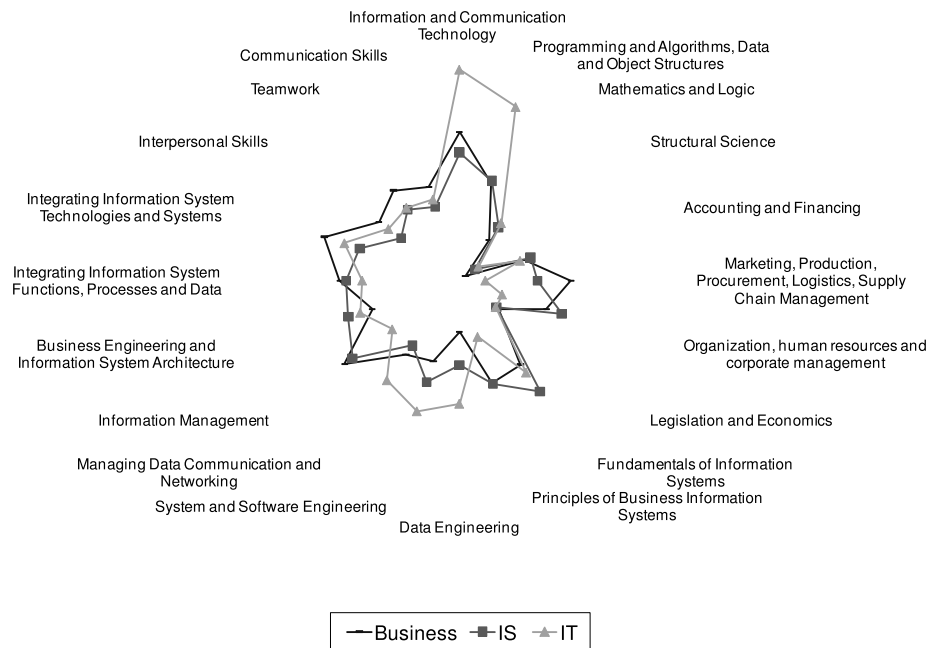 Information and Communication
Technology
Programming and Algorithms, Data
and Object Structures
Mathematics and Logic
Structural Science
Accounting and Financing
Marketing, Production,
Procurement, Logistics, Supply
Chain Management
Organization, human resources and
corporate management
Legislation and Economics
Fundamentals of Information
Systems
Principles of Business Information
Systems
Data Engineering
System and Software Engineering
Managing Data Communication and
Networking
Information Management
Business Engineering and
Information System Architecture
Integrating Information System
Functions, Processes and Data
Integrating Information System
Technologies and Systems
Interpersonal Skills
Teamwork
Communication Skills
Business IS IT